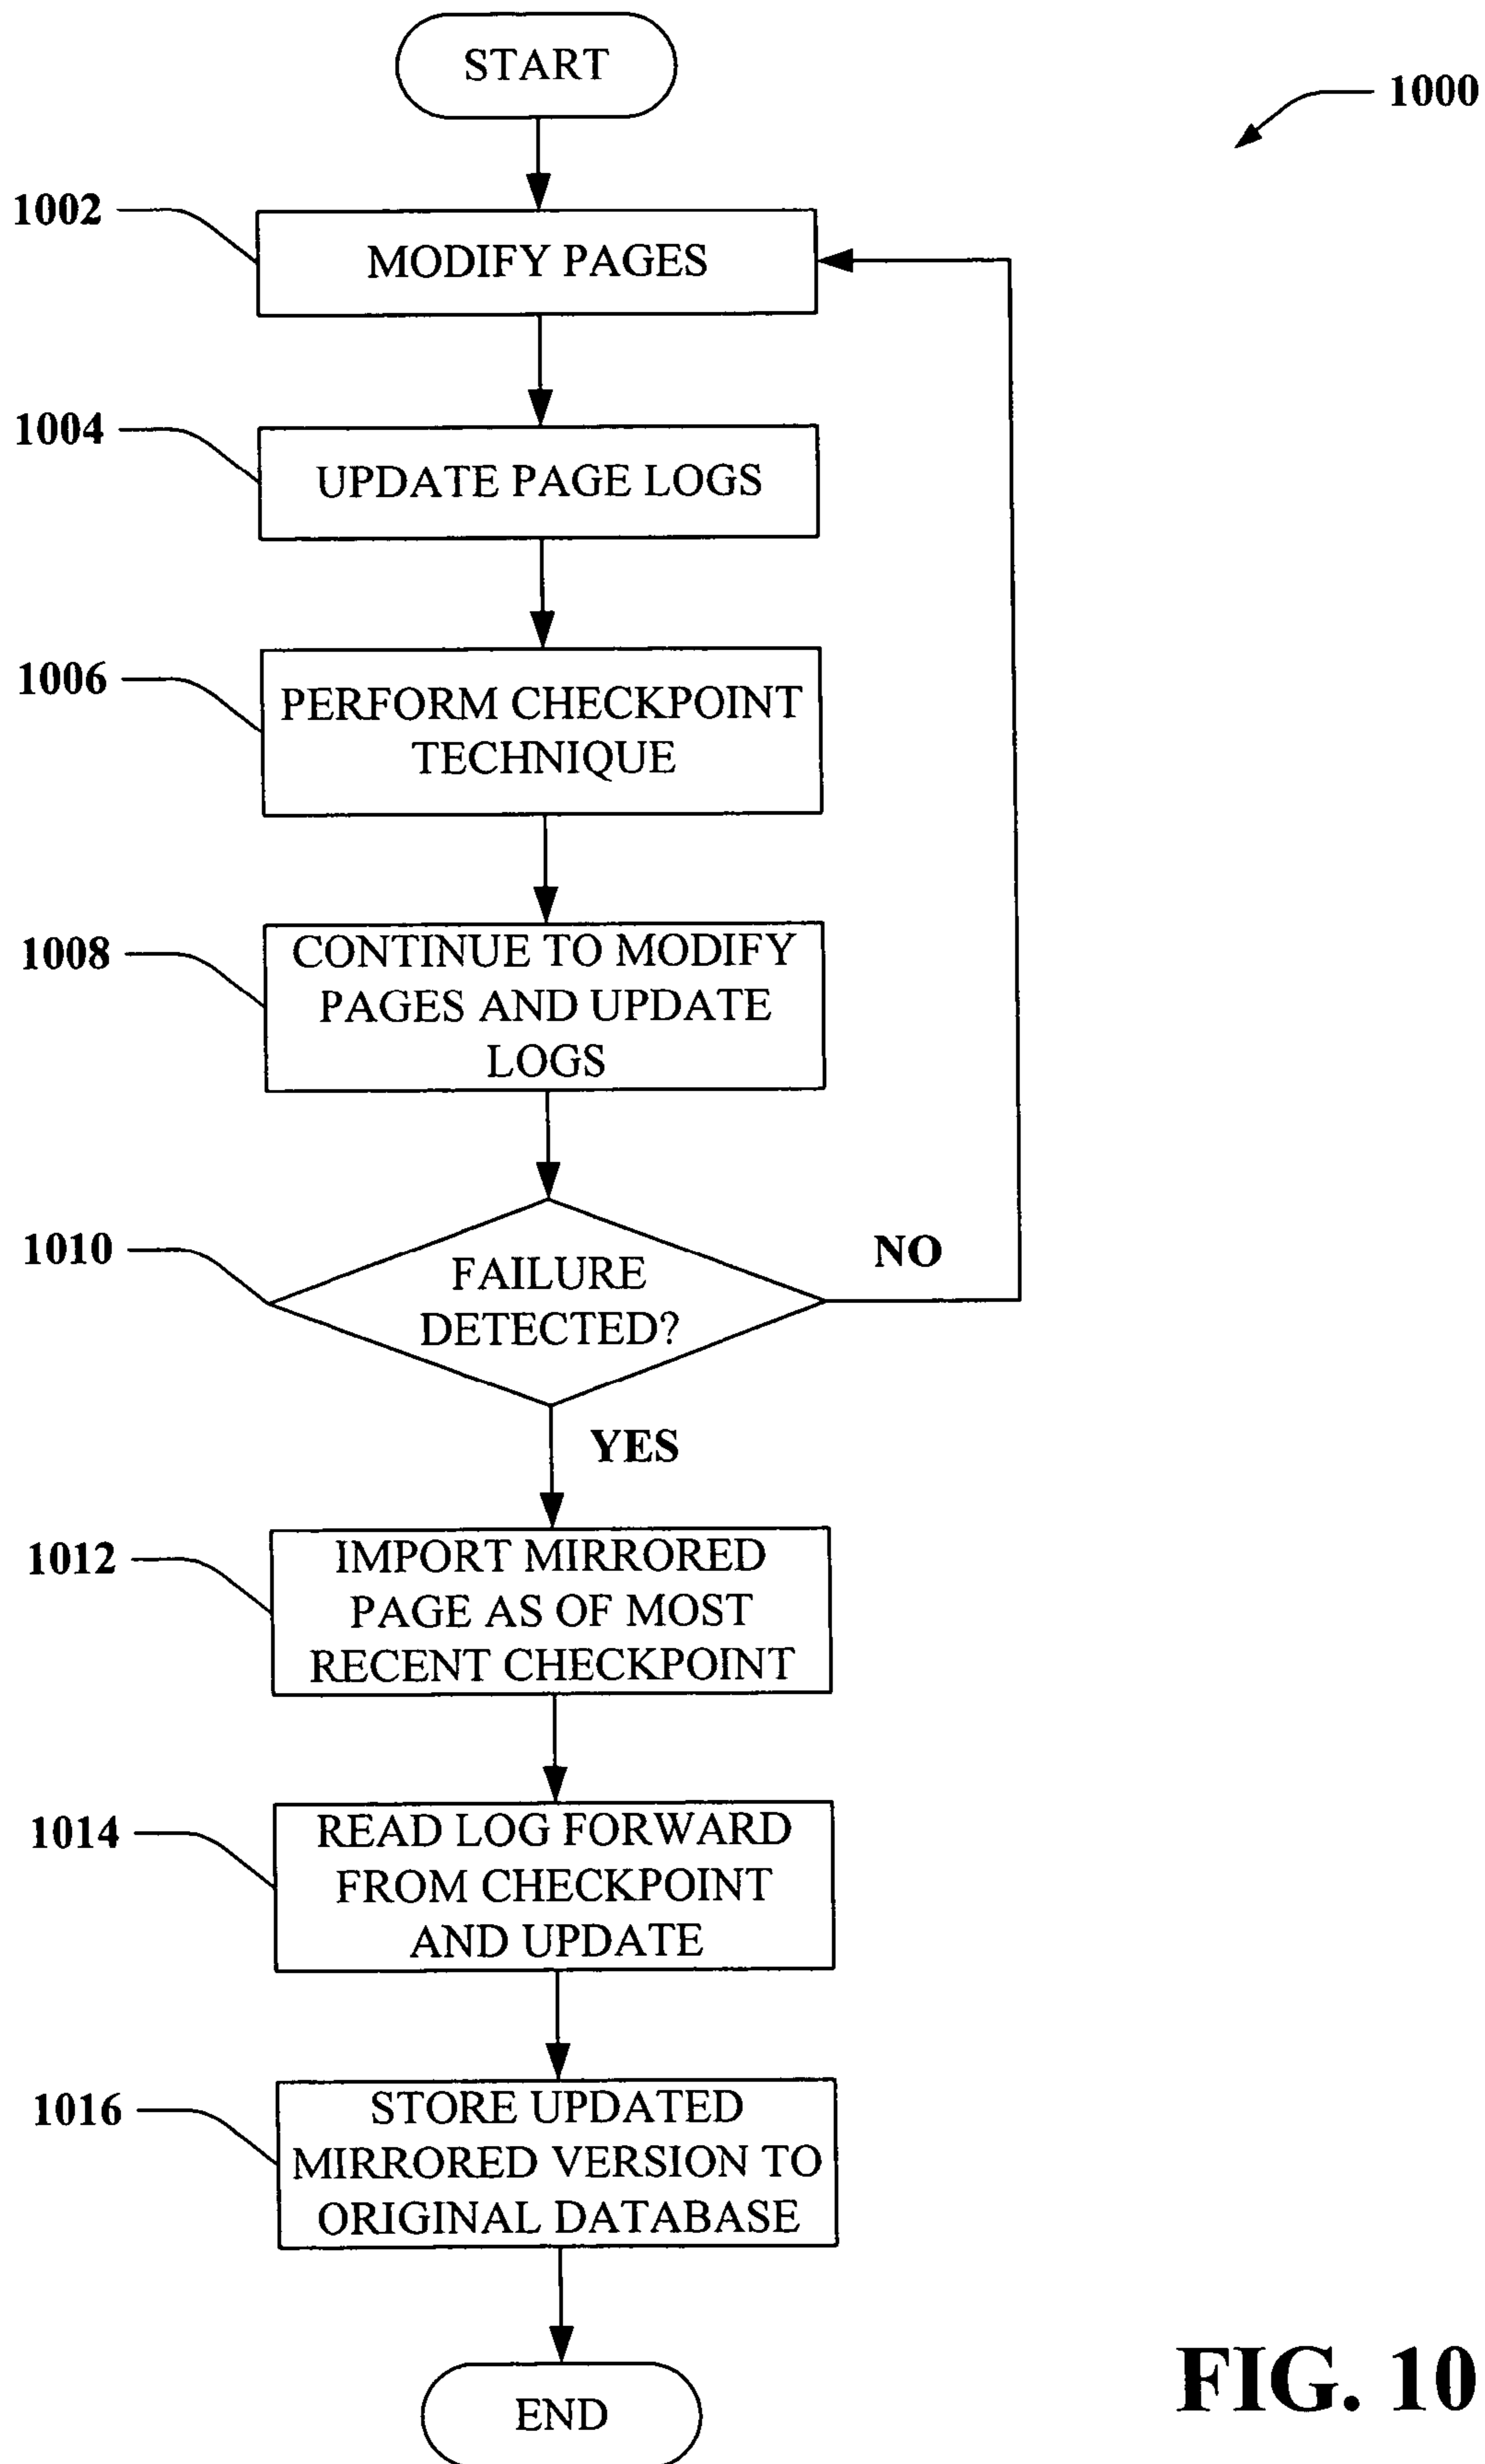 START
1000
1002
MODIFY PAGES
1004
UPDATE PAGE LOGS
1006
PERFORM CHECKPOINT
TECHNIQUE
1008
CONTINUE TO MODIFY
PAGES AND UPDATE
LOGS
1010
FAILURE
DETECTED?
NO
YES
1012
IMPORT MIRRORED
PAGE AS OF MOST
RECENT CHECKPOINT
1014
READ LOG FORWARD
FROM CHECKPOINT
AND UPDATE
1016
STORE UPDATED
MIRRORED VERSION TO
ORIGINAL DATABASE
END
FIG. 10